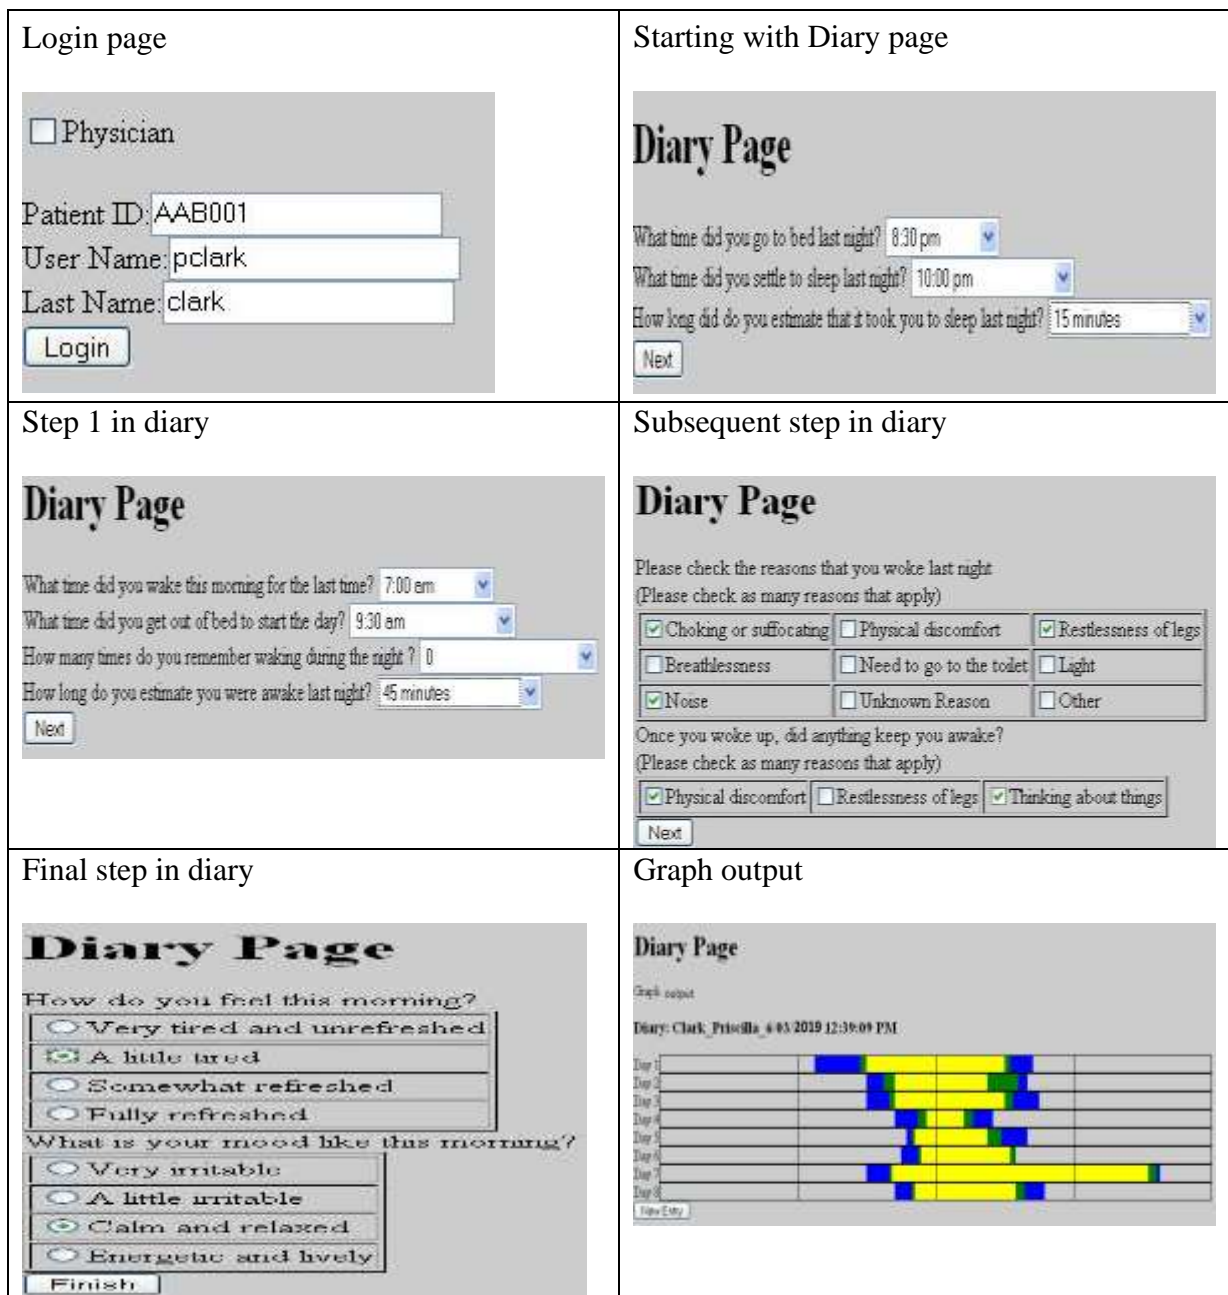 Login page
Physician
Patient ID: AAB001
User Name: pclark
Last Name: clark
Login
Starting with Diary page
Diary Page
What time did you go to bed last night? 8:30 pm
What time did you settle to sleep last night? 10:00 pm
How long did do you estimate that it took you to sleep last night? 15 minutes
Next
Step 1 in diary
Diary Page
What time did you wake this morning for the last time? 7:00 am
What time did you get out of bed to start the day? 9:30 am
How many times do you remember waking during the night ? 0
How long do you estimate you were awake last night? 45 minutes
Next
Subsequent step in diary
Diary Page
Please check the reasons that you woke last night
(Please check as many reasons that apply)
Choking or suffocating Physical discomfort Restlessness of legs
Breathlessness Need to go to the toilet Light
Noise Unknown Reason Other
Once you woke up, did anything keep you awake?
(Please check as many reasons that apply)
Physical discomfort Restlessness of legs Thinking about things
Next
Final step in diary
Diary Page
How do you feel this morning?
Very tired and unrefreshed
A little tired
Somewhat refreshed
Fully refreshed
What is your mood like this morning?
Very irritable
A little irritable
Calm and relaxed
Energetic and lively
Finish
Graph output
Diary Page
Graph output
Diary: Clark_Priscilla_6/03/2019 12:39:09 PM
Day 1
Day 2
Day 3
Day 4
Day 5
Day 6
Day 7
Day 8
New Entry